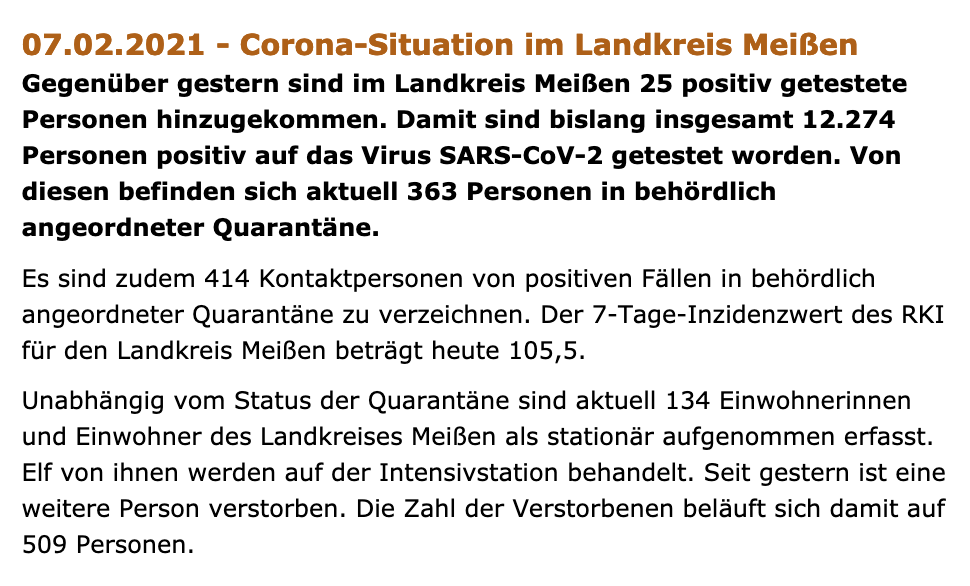 07.02.2021 - Corona-Situation im Landkreis Meißen
Gegenüber gestern sind im Landkreis Meißen 25 positiv getestete
Personen hinzugekommen. Damit sind bislang insgesamt 12.274
Personen positiv auf das Virus SARS-CoV-2 getestet worden. Von
diesen befinden sich aktuell 363 Personen in behördlich
angeordneter Quarantäne.
Es sind zudem 414 Kontaktpersonen von positiven Fällen in behördlich
angeordneter Quarantäne zu verzeichnen. Der 7-Tage-Inzidenzwert des RKI
für den Landkreis Meißen beträgt heute 105,5.
Unabhängig vom Status der Quarantäne sind aktuell 134 Einwohnerinnen
und Einwohner des Landkreises Meißen als stationär aufgenommen erfasst.
Elf von ihnen werden auf der Intensivstation behandelt. Seit gestern ist eine
weitere Person verstorben. Die Zahl der Verstorbenen beläuft sich damit auf
509 Personen.